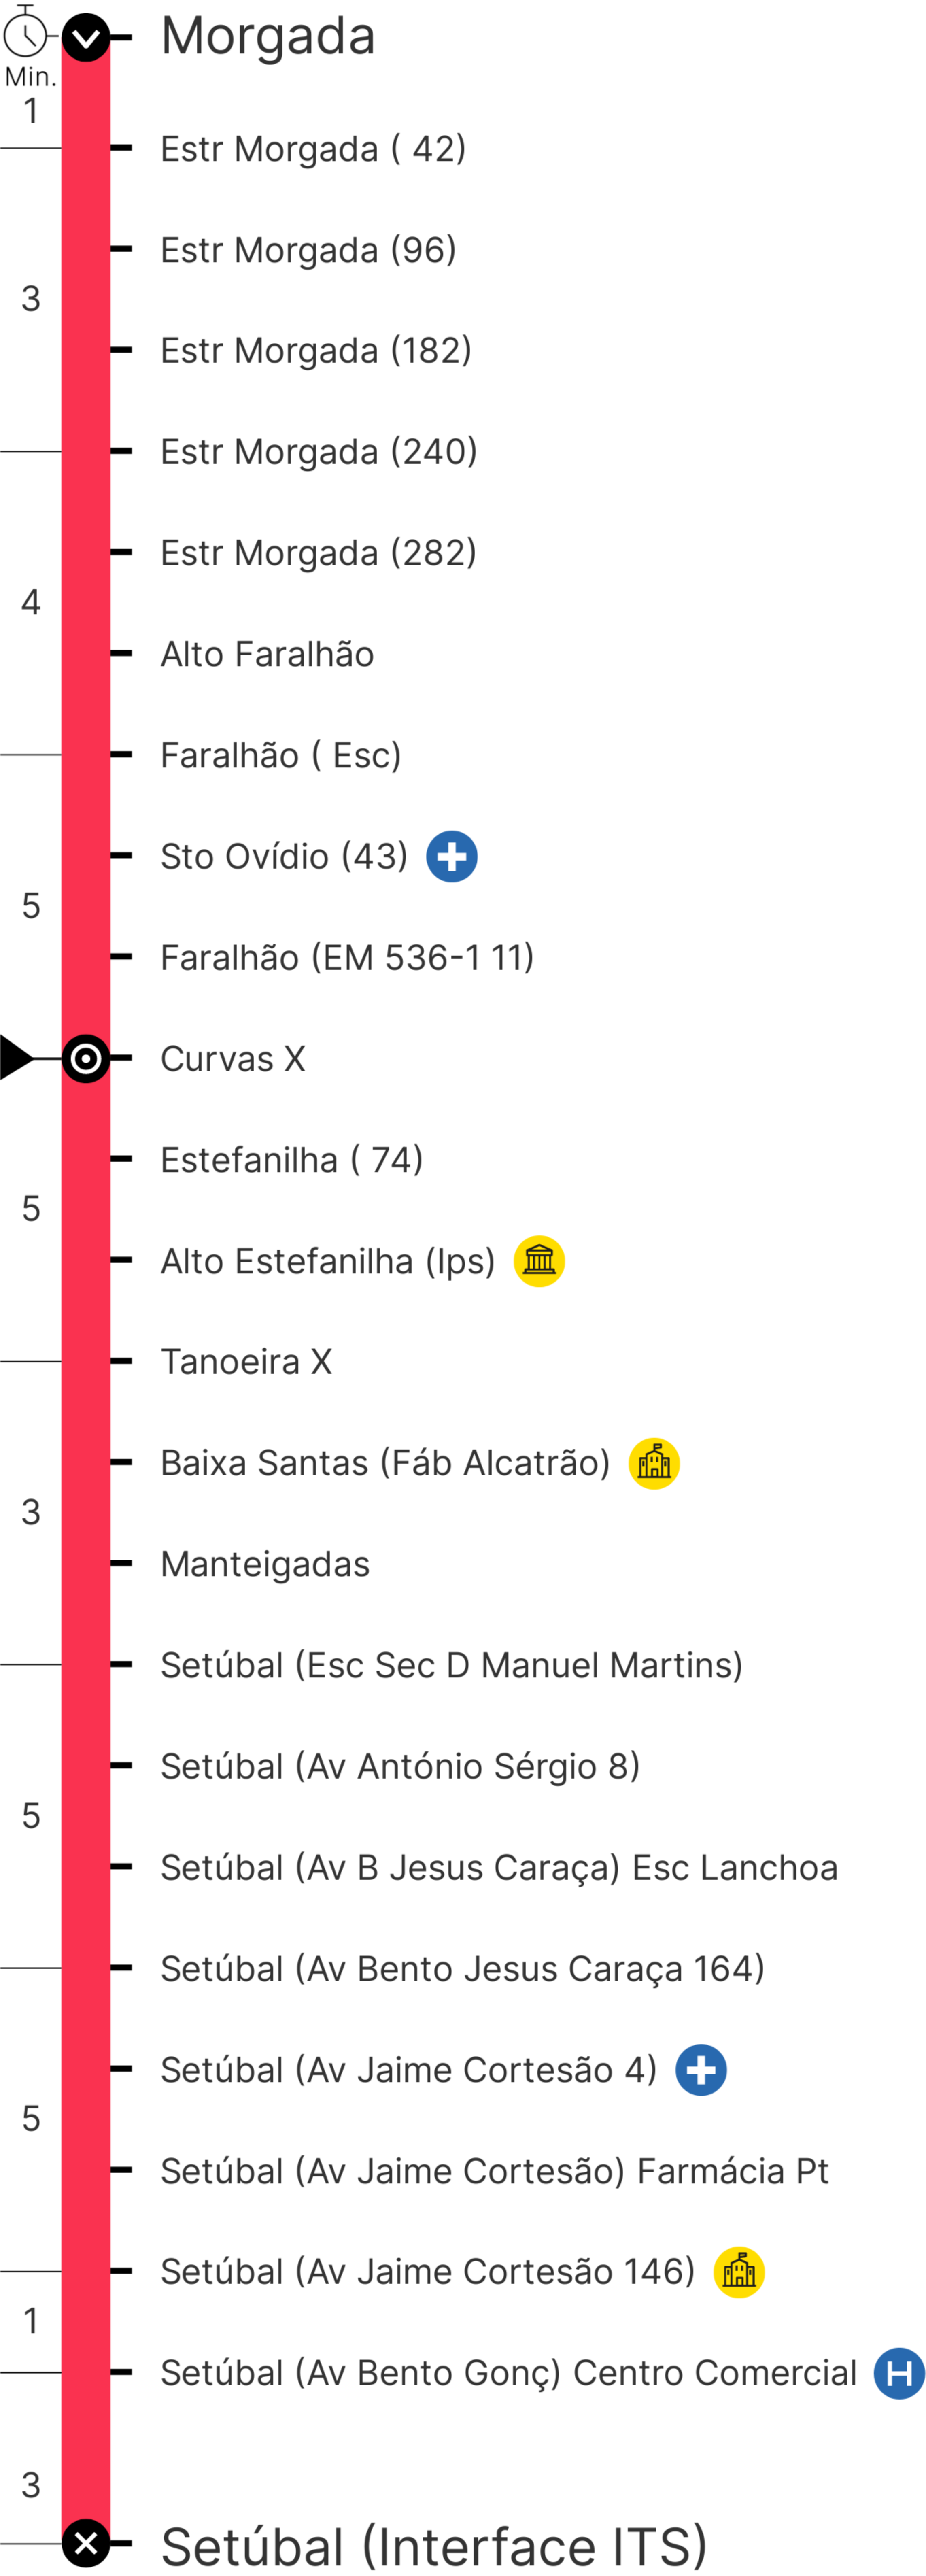 Morgada
Min.
1
Estr Morgada ( 42)
Estr Morgada (96)
3
Estr Morgada (182)
Estr Morgada (240)
Estr Morgada (282)
4
Alto Faralhão
Faralhão ( Esc)
Sto Ovídio (43)
5
Faralhão (EM 536-1 11)
Curvas X
Estefanilha ( 74)
5
Alto Estefanilha (Ips)
Tanoeira X
Baixa Santas (Fáb Alcatrão)
3
Manteigadas
Setúbal (Esc Sec D Manuel Martins)
Setúbal (Av António Sérgio 8)
5
Setúbal (Av B Jesus Caraça) Esc Lanchoa
Setúbal (Av Bento Jesus Caraça 164)
Setúbal (Av Jaime Cortesão 4)
5
Setúbal (Av Jaime Cortesão) Farmácia Pt
Setúbal (Av Jaime Cortesão 146)
1
Setúbal (Av Bento Gonç) Centro Comercial H
3
Setúbal (Interface ITS)